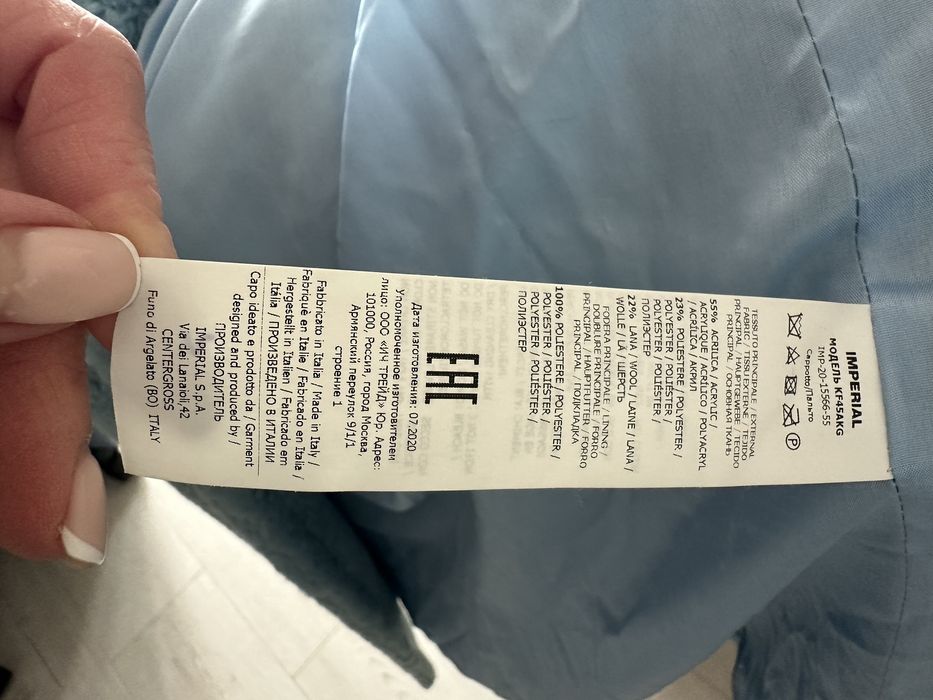 IMPERIAL
МОДЕЛЬ KF45AKG
IMP-20-15566-55
Cappotto/Пальто
TESSUTO PRINCIPALE / EXTERNAL
FABRIC / TISSU EXTERNE / TEJIDO
PRINCIPAL / HAUPTGEWEBE / TECIDO
PRINCIPAL / ОСНОВНАЯ ТКАНЬ
55% ACRILICA / ACRYLIC /
ACRYLIQUE / ACRÍLICO / POLYACRYL
/ ACRÍLICA / АКРИЛ
23% POLIESTERE / POLYESTER /
POLYESTER / POLIÉSTER /
POLYESTER / POLIÉSTER /
ПОЛИЭСТЕР
22% LANA / WOOL / LAINE / LANA /
WOLLE / LÃ / ШЕРСТЬ
FODERA PRINCIPALE / LINING /
DOUBLURE PRINCIPALE / FORRO
PRINCIPAL / HAUPTFUTTER / FORRO
PRINCIPAL / ПОДКЛАДКА
100% POLIESTERE / POLYESTER /
POLYESTER / POLIÉSTER /
POLYESTER / POLIÉSTER /
ПОЛИЭСТЕР
EAC
Дата изготовления: 07.2020
Уполномоченное изготовителем
лицо: ООО «ИЧ ТРЕЙД» Юр. Адрес:
101000, Россия, город Москва,
Армянский переулок 9/1/1
строение 1
Fabbricato in Italia / Made in Italy /
Fabriqué en Italia / Fabricado en Italia /
Hergestellt in Italien / Fabricado em
Itália / ПРОИЗВЕДЕНО В ИТАЛИИ
Capo ideato e prodotto da / Garment
designed and produced by /
ПРОИЗВОДИТЕЛЬ
IMPERIAL S.p.A.
Via dei Lanaioli,42
CENTERGROSS
Funo di Argelato (BO) ITALY